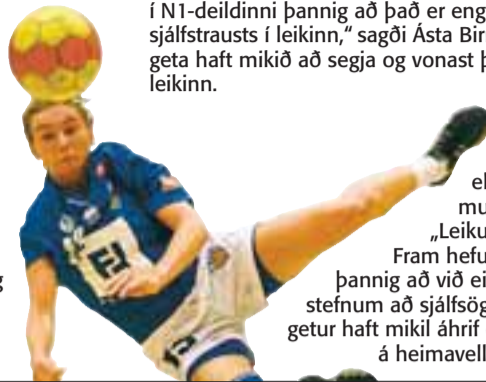 í N1-deildinni þannig að það er eng
sjálfstrausts í leikinn,“ sagði Ásta Bir
geta haft mikið að segja og vonast þ
leikinn.
el
mu
„Leiku
Fram hefu
þannig að við ei
stefnum að sjálfsög
getur haft mikil áhrif
á heimavell
g
13